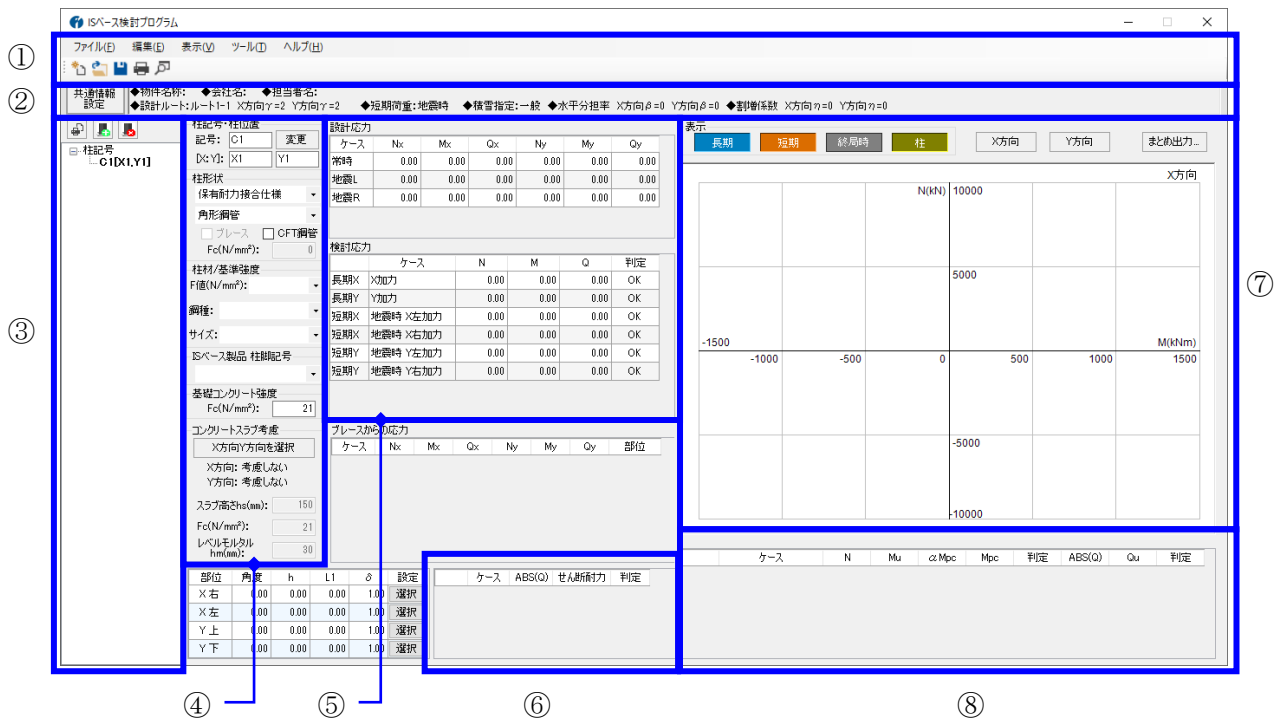 ISベース検討プログラム
ファイル(F) 編集(E) 表示(V) ツール(T) ヘルプ(H)
①
②
共通情報
設定
◆物件名称: ◆会社名: ◆担当者名:
◆設計ルート:ルート1-1 X方向γ=2 Y方向γ=2 ◆短期荷重:地震時 ◆積雪指定:一般 ◆水平分担率 X方向β=0 Y方向β=0 ◆割増係数 X方向η=0 Y方向η=0
③
柱記号
C1[X1,Y1]
柱記号・柱位置
記号: C1 変更
[X:Y]: X1 Y1
柱形状
保有耐力接合仕様
角形鋼管
ブレース CFT鋼管
Fc(N/mm²): 0
柱材/基準強度
F値(N/mm²):
鋼種:
サイズ:
ISベース製品 柱脚記号
基礎コンクリート強度
Fc(N/mm²): 21
コンクリートスラブ考慮
X方向Y方向を選択
X方向: 考慮しない
Y方向: 考慮しない
スラブ高さhs(mm): 150
Fc(N/mm²): 21
レベルモルタル
hm(mm): 30
設計応力
ケース Nx Mx Qx Ny My Qy
常時 0.00 0.00 0.00 0.00 0.00 0.00
地震L 0.00 0.00 0.00 0.00 0.00 0.00
地震R 0.00 0.00 0.00 0.00 0.00 0.00
検討応力
ケース N M Q 判定
長期X X加力 0.00 0.00 0.00 OK
長期Y Y加力 0.00 0.00 0.00 OK
短期X 地震時 X左加力 0.00 0.00 0.00 OK
短期X 地震時 X右加力 0.00 0.00 0.00 OK
短期Y 地震時 Y左加力 0.00 0.00 0.00 OK
短期Y 地震時 Y右加力 0.00 0.00 0.00 OK
ブレースからの応力
ケース Nx Mx Qx Ny My Qy 部位
表示
長期 短期 終局時 柱 X方向 Y方向 まとめ出力...
X方向
N(kN) 10000
5000
-1500 M(kNm)
-1000 -500 0 500 1000 1500
-5000
-10000
⑦
部位 角度 h L1 δ 設定
X 右 0.00 0.00 0.00 1.00 選択
X 左 0.00 0.00 0.00 1.00 選択
Y 上 0.00 0.00 0.00 1.00 選択
Y 下 0.00 0.00 0.00 1.00 選択
ケース ABS(Q) せん断耐力 判定
ケース N Mu αMpc Mpc 判定 ABS(Q) Qu 判定
④ ⑤ ⑥ ⑧